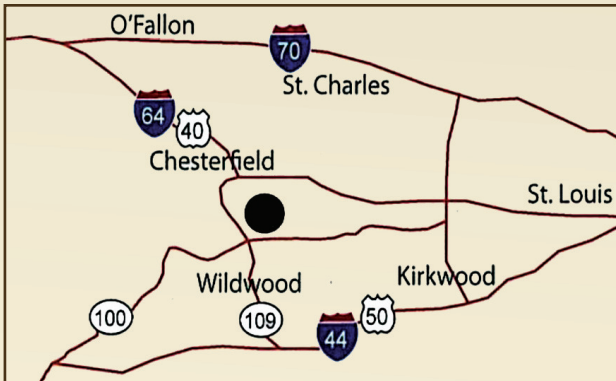 O'Fallon
70
St. Charles
64
40
Chesterfield
St. Louis
Wildwood
Kirkwood
100
109
44
50